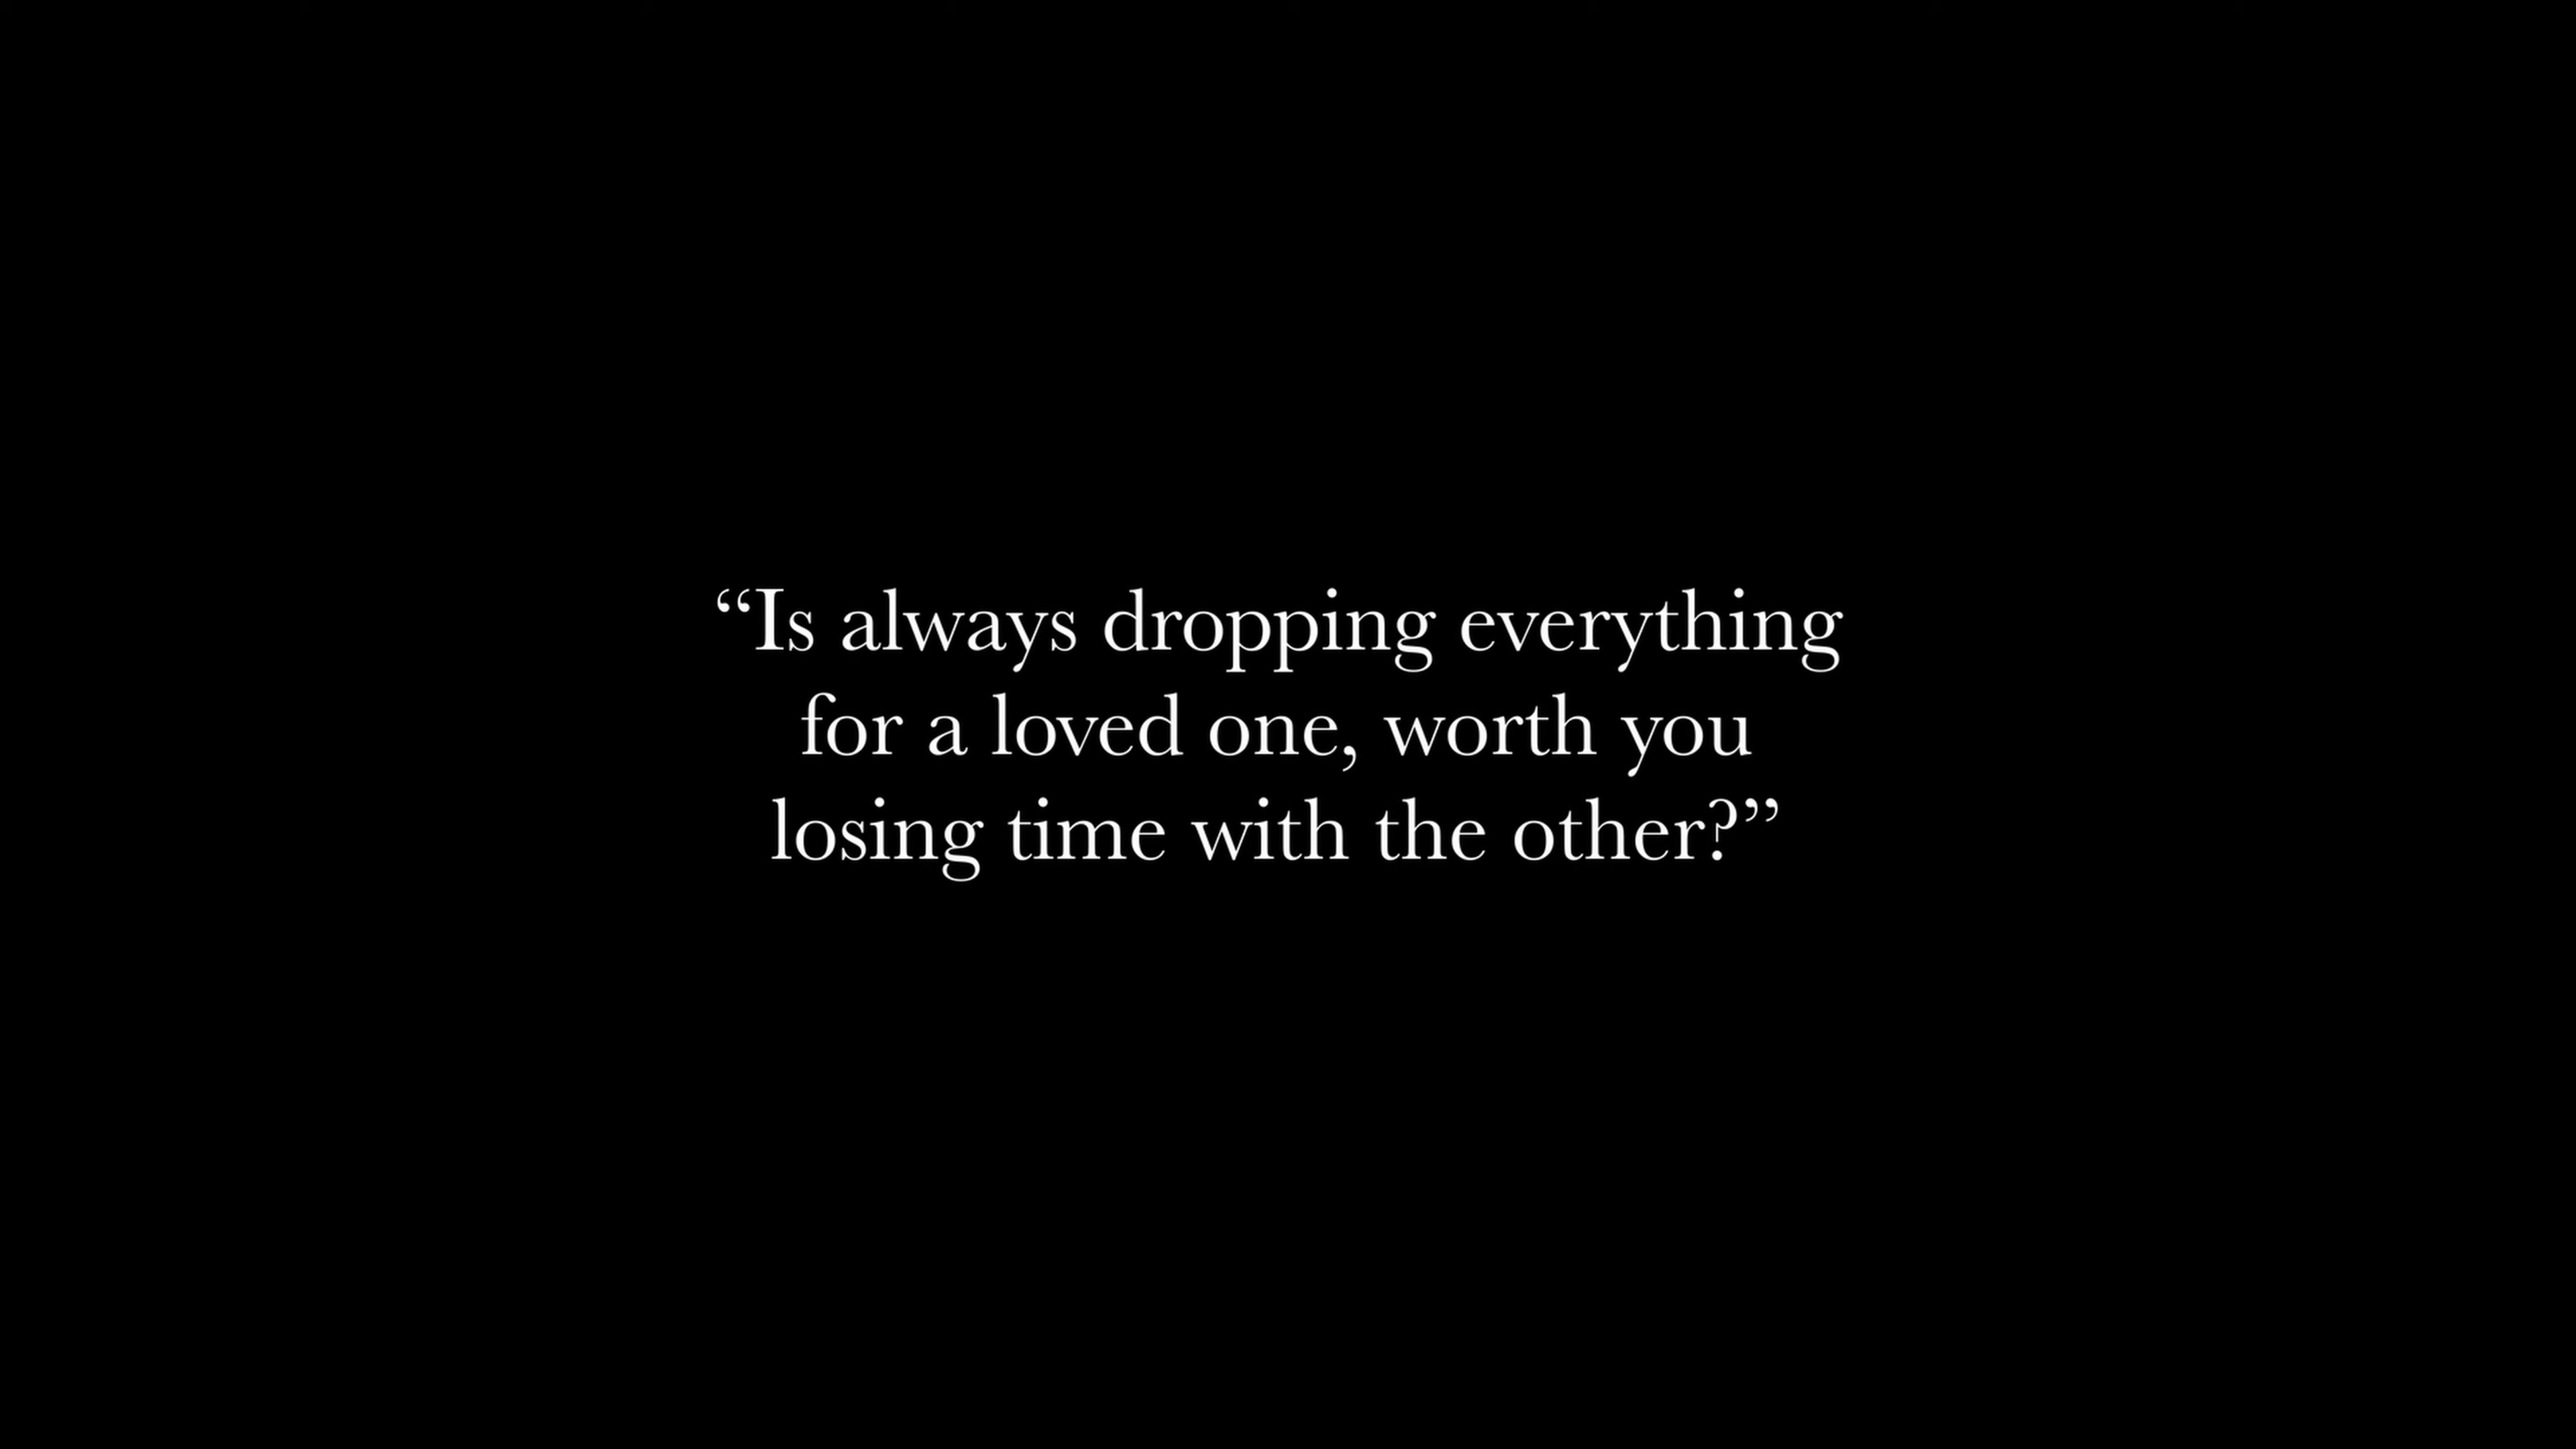 “Is always dropping everything
for a loved one, worth you
losing time with the other?”